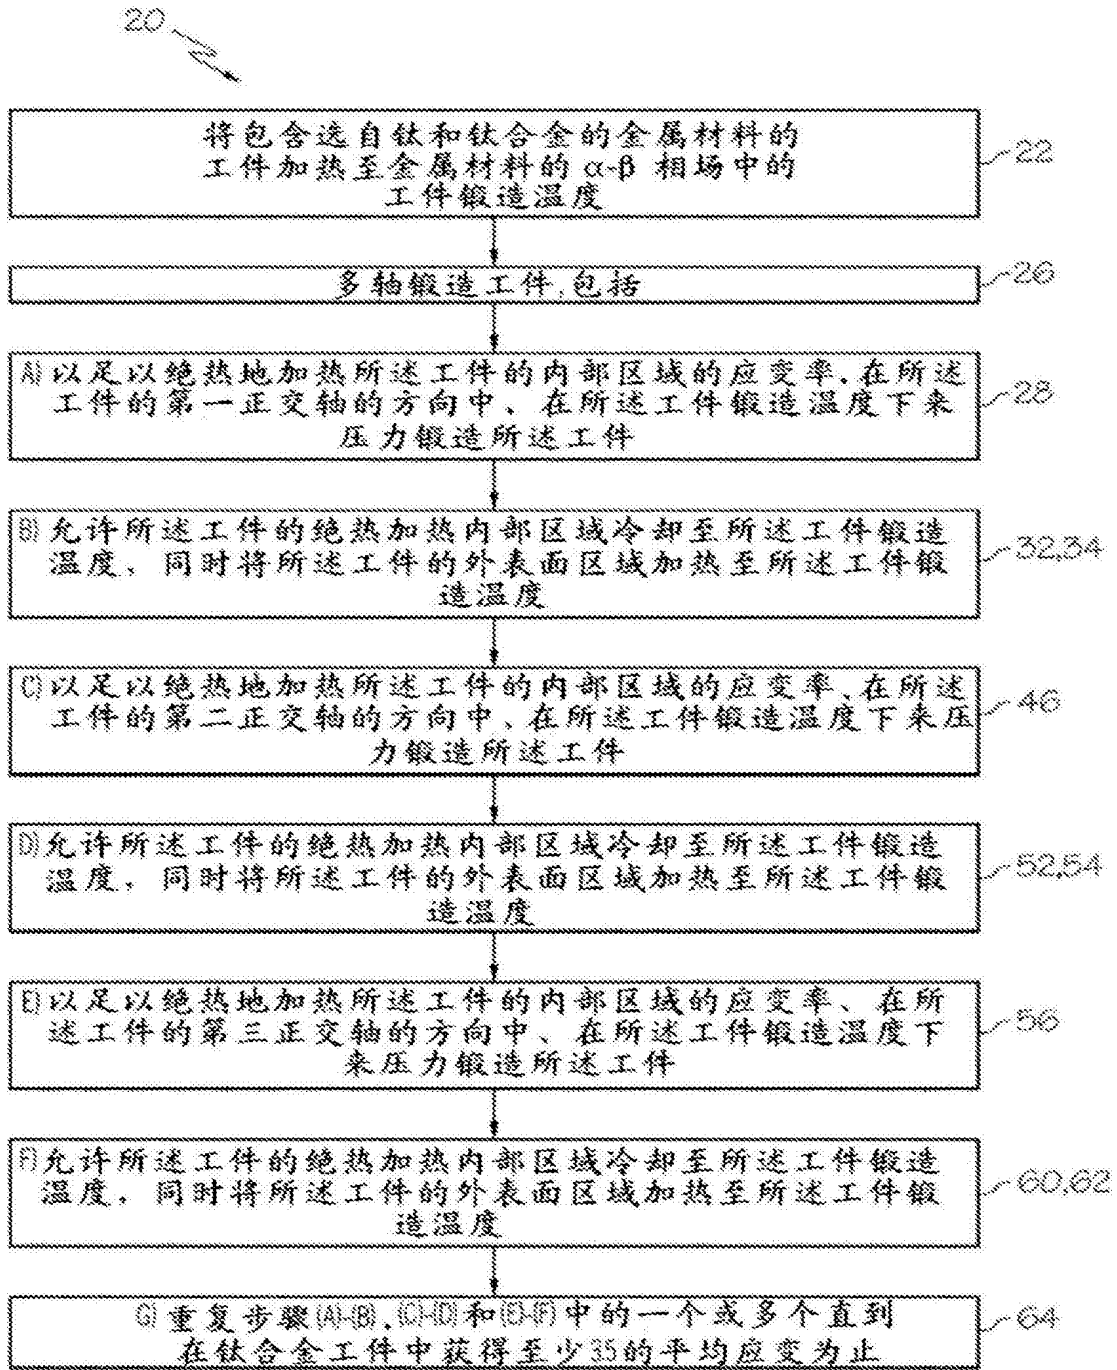 20
将包含选自钛和钛合金的金属材料的
工件加热至金属材料的 α-β 相场中的
工件锻造温度
22
多轴锻造工件,包括
26
A) 以足以绝热地加热所述工件的内部区域的应变率、在所述
工件的第一正交轴的方向中、在所述工件锻造温度下来
压力锻造所述工件
28
B) 允许所述工件的绝热加热内部区域冷却至所述工件锻造
温度，同时将所述工件的外表面区域加热至所述工件锻
造温度
32,34
C) 以足以绝热地加热所述工件的内部区域的应变率、在所述
工件的第二正交轴的方向中、在所述工件锻造温度下来压
力锻造所述工件
46
D) 允许所述工件的绝热加热内部区域冷却至所述工件锻造
温度，同时将所述工件的外表面区域加热至所述工件锻
造温度
52,54
E) 以足以绝热地加热所述工件的内部区域的应变率、在所
述工件的第三正交轴的方向中、在所述工件锻造温度下
来压力锻造所述工件
56
F) 允许所述工件的绝热加热内部区域冷却至所述工件锻造
温度，同时将所述工件的外表面区域加热至所述工件锻
造温度
60,62
G) 重复步骤(A)-(B)、(C)-(D)和(E)-(F)中的一个或多个直到
在钛合金工件中获得至少3.5的平均应变为止
64